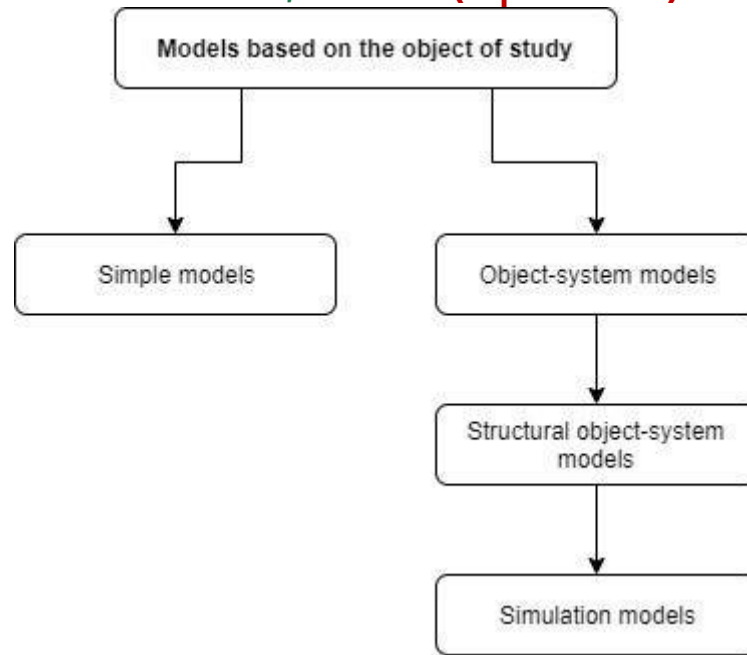 Models based on the object of study
Simple models
Object-system models
Structural object-system
models
Simulation models